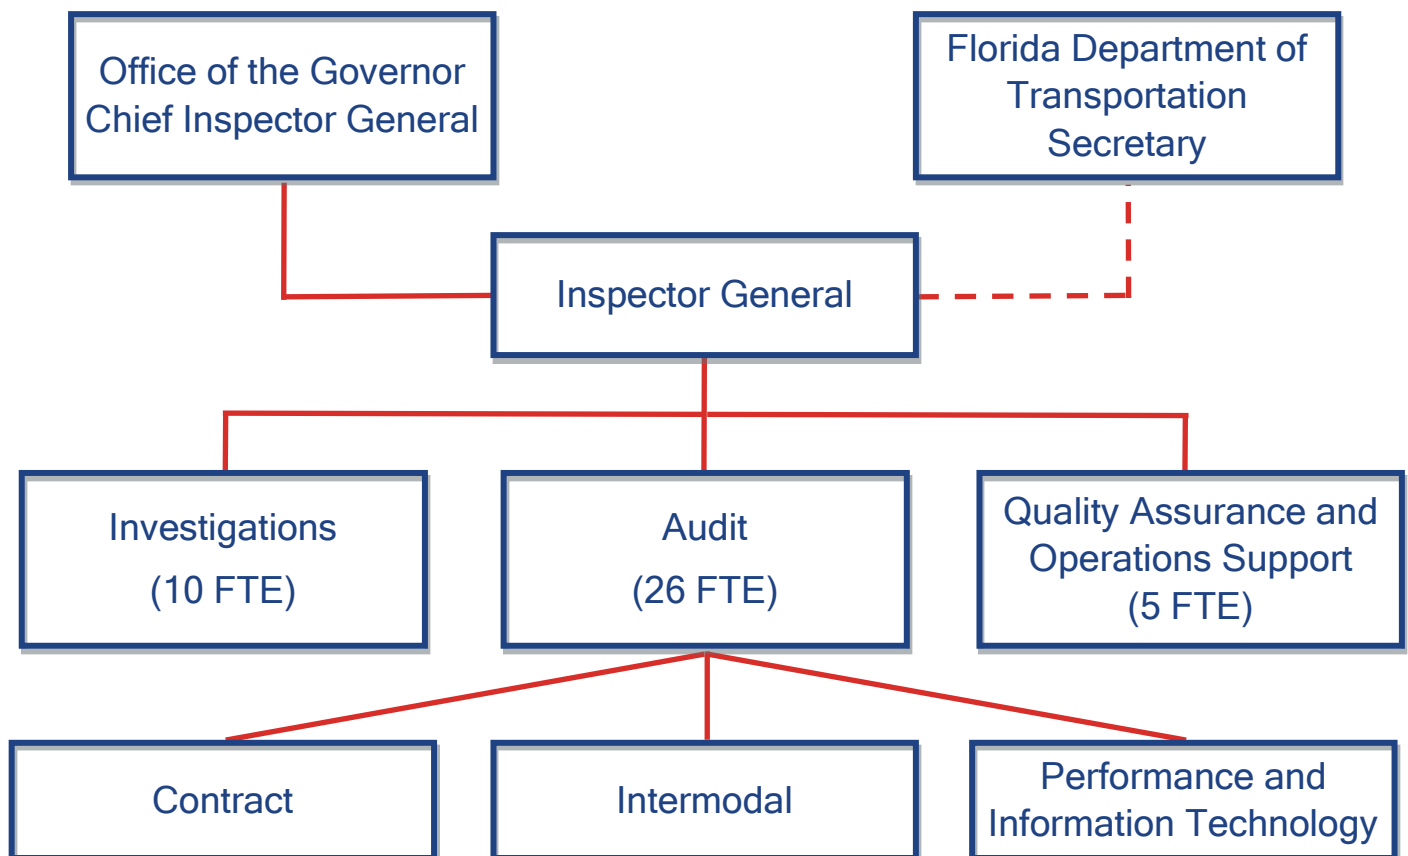 Office of the Governor
Chief Inspector General
Florida Department of
Transportation
Secretary
Inspector General
Investigations
(10 FTE)
Audit
(26 FTE)
Quality Assurance and
Operations Support
(5 FTE)
Contract
Intermodal
Performance and
Information Technology